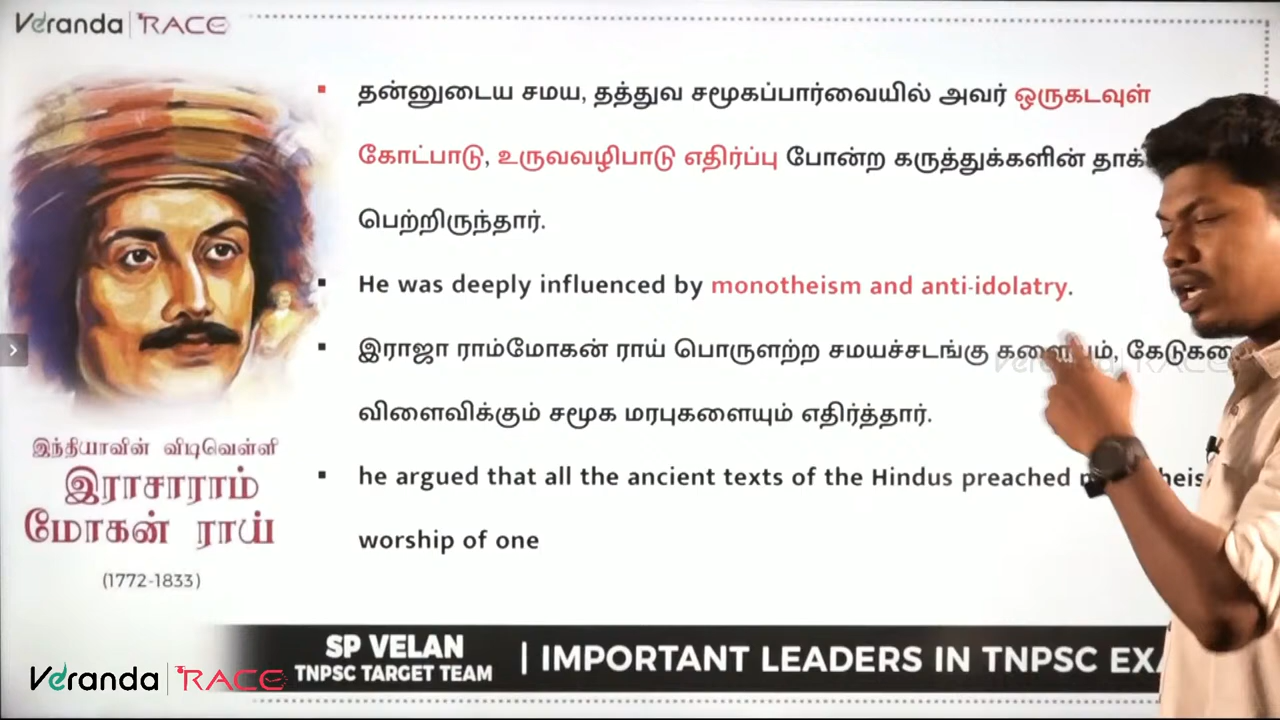 Veranda RACE
தன்னுடைய சமய, தத்துவ சமூகப்பார்வையில் அவர் ஒருகடவுள்
கோட்பாடு, உருவவழிபாடு எதிர்ப்பு போன்ற கருத்துக்களின்
பெற்றிருந்தார்.
He was deeply influenced by monotheism and anti-idolatry.
இராஜா ராம்மோகன் ராய் பொருளற்ற சமயச்சடங்கு
விளைவிக்கும் சமூக மரபுகளையும் எதிர்த்தார்.
he argued that all the ancient texts of the Hindus preached
worship of one
இந்தியாவின் விடிவெள்ளி
இராசாராம்
மோகன் ராய்
(1772-1833)
SP VELAN
TNPSC TARGET TEAM
IMPORTANT LEADERS IN TNPSC
Veranda RACE